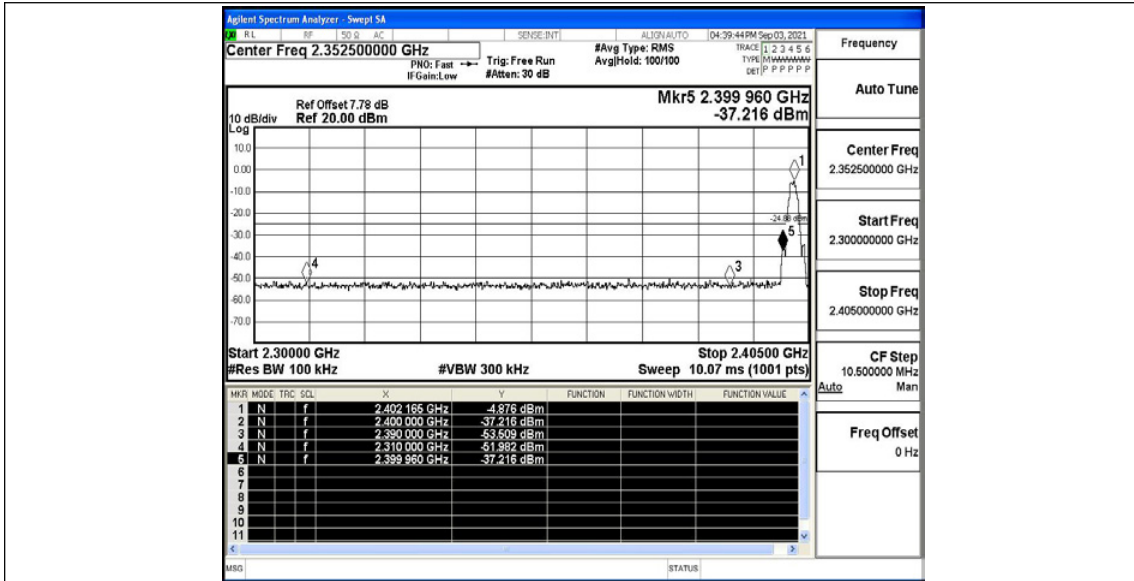 Agilent Spectrum Analyzer - Swept SA
RL RF 50 Ω AC SENSE:INT ALIGNAUTO 04:39:44 PM Sep 03, 2021
Center Freq 2.352500000 GHz
PNO: Fast
IFGain:Low
Trig: Free Run
#Atten: 30 dB
#Avg Type: RMS
Avg|Hold: 100/100
TRACE 1 2 3 4 5 6
TYPE MWWWWW
DET P P P P P P
Ref Offset 7.78 dB
10 dB/div Ref 20.00 dBm
Log
Mkr5 2.399 960 GHz
-37.216 dBm
10.0
0.00
-10.0
-20.0
-30.0
-40.0
-50.0
-60.0
-70.0
1
-24.88 dBm
5
4
3
Start 2.30000 GHz Stop 2.40500 GHz
#Res BW 100 kHz #VBW 300 kHz Sweep 10.07 ms (1001 pts)
MKR MODE TRC SCL X Y FUNCTION FUNCTION WIDTH FUNCTION VALUE
1 N f 2.402 165 GHz -4.876 dBm
2 N f 2.400 000 GHz -37.216 dBm
3 N f 2.390 000 GHz -53.509 dBm
4 N f 2.310 000 GHz -51.982 dBm
5 N f 2.399 960 GHz -37.216 dBm
6
7
8
9
10
11
MSG STATUS
Frequency
Auto Tune
Center Freq
2.352500000 GHz
Start Freq
2.300000000 GHz
Stop Freq
2.405000000 GHz
CF Step
10.500000 MHz
Auto Man
Freq Offset
0 Hz